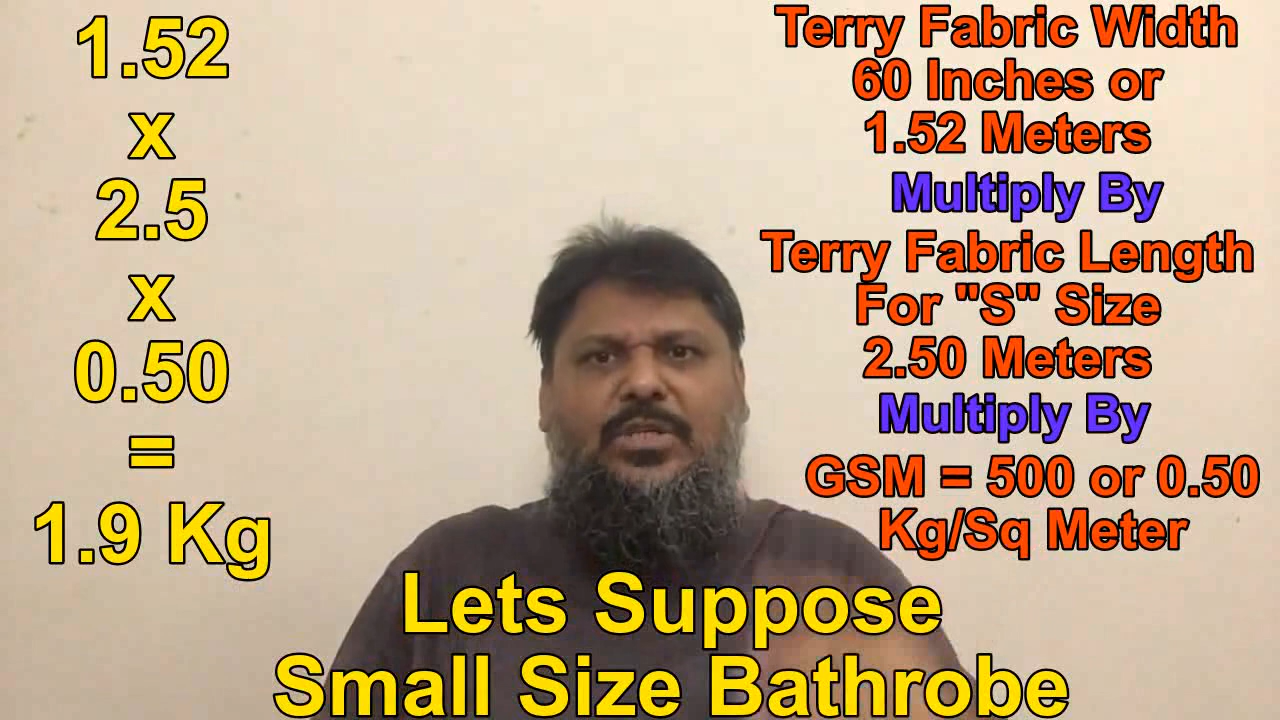 1.52
x
2.5
x
0.50
=
1.9 Kg
Terry Fabric Width
60 Inches or
1.52 Meters
Multiply By
Terry Fabric Length
For "S" Size
2.50 Meters
Multiply By
GSM = 500 or 0.50
Kg/Sq Meter
Lets Suppose
Small Size Bathrobe